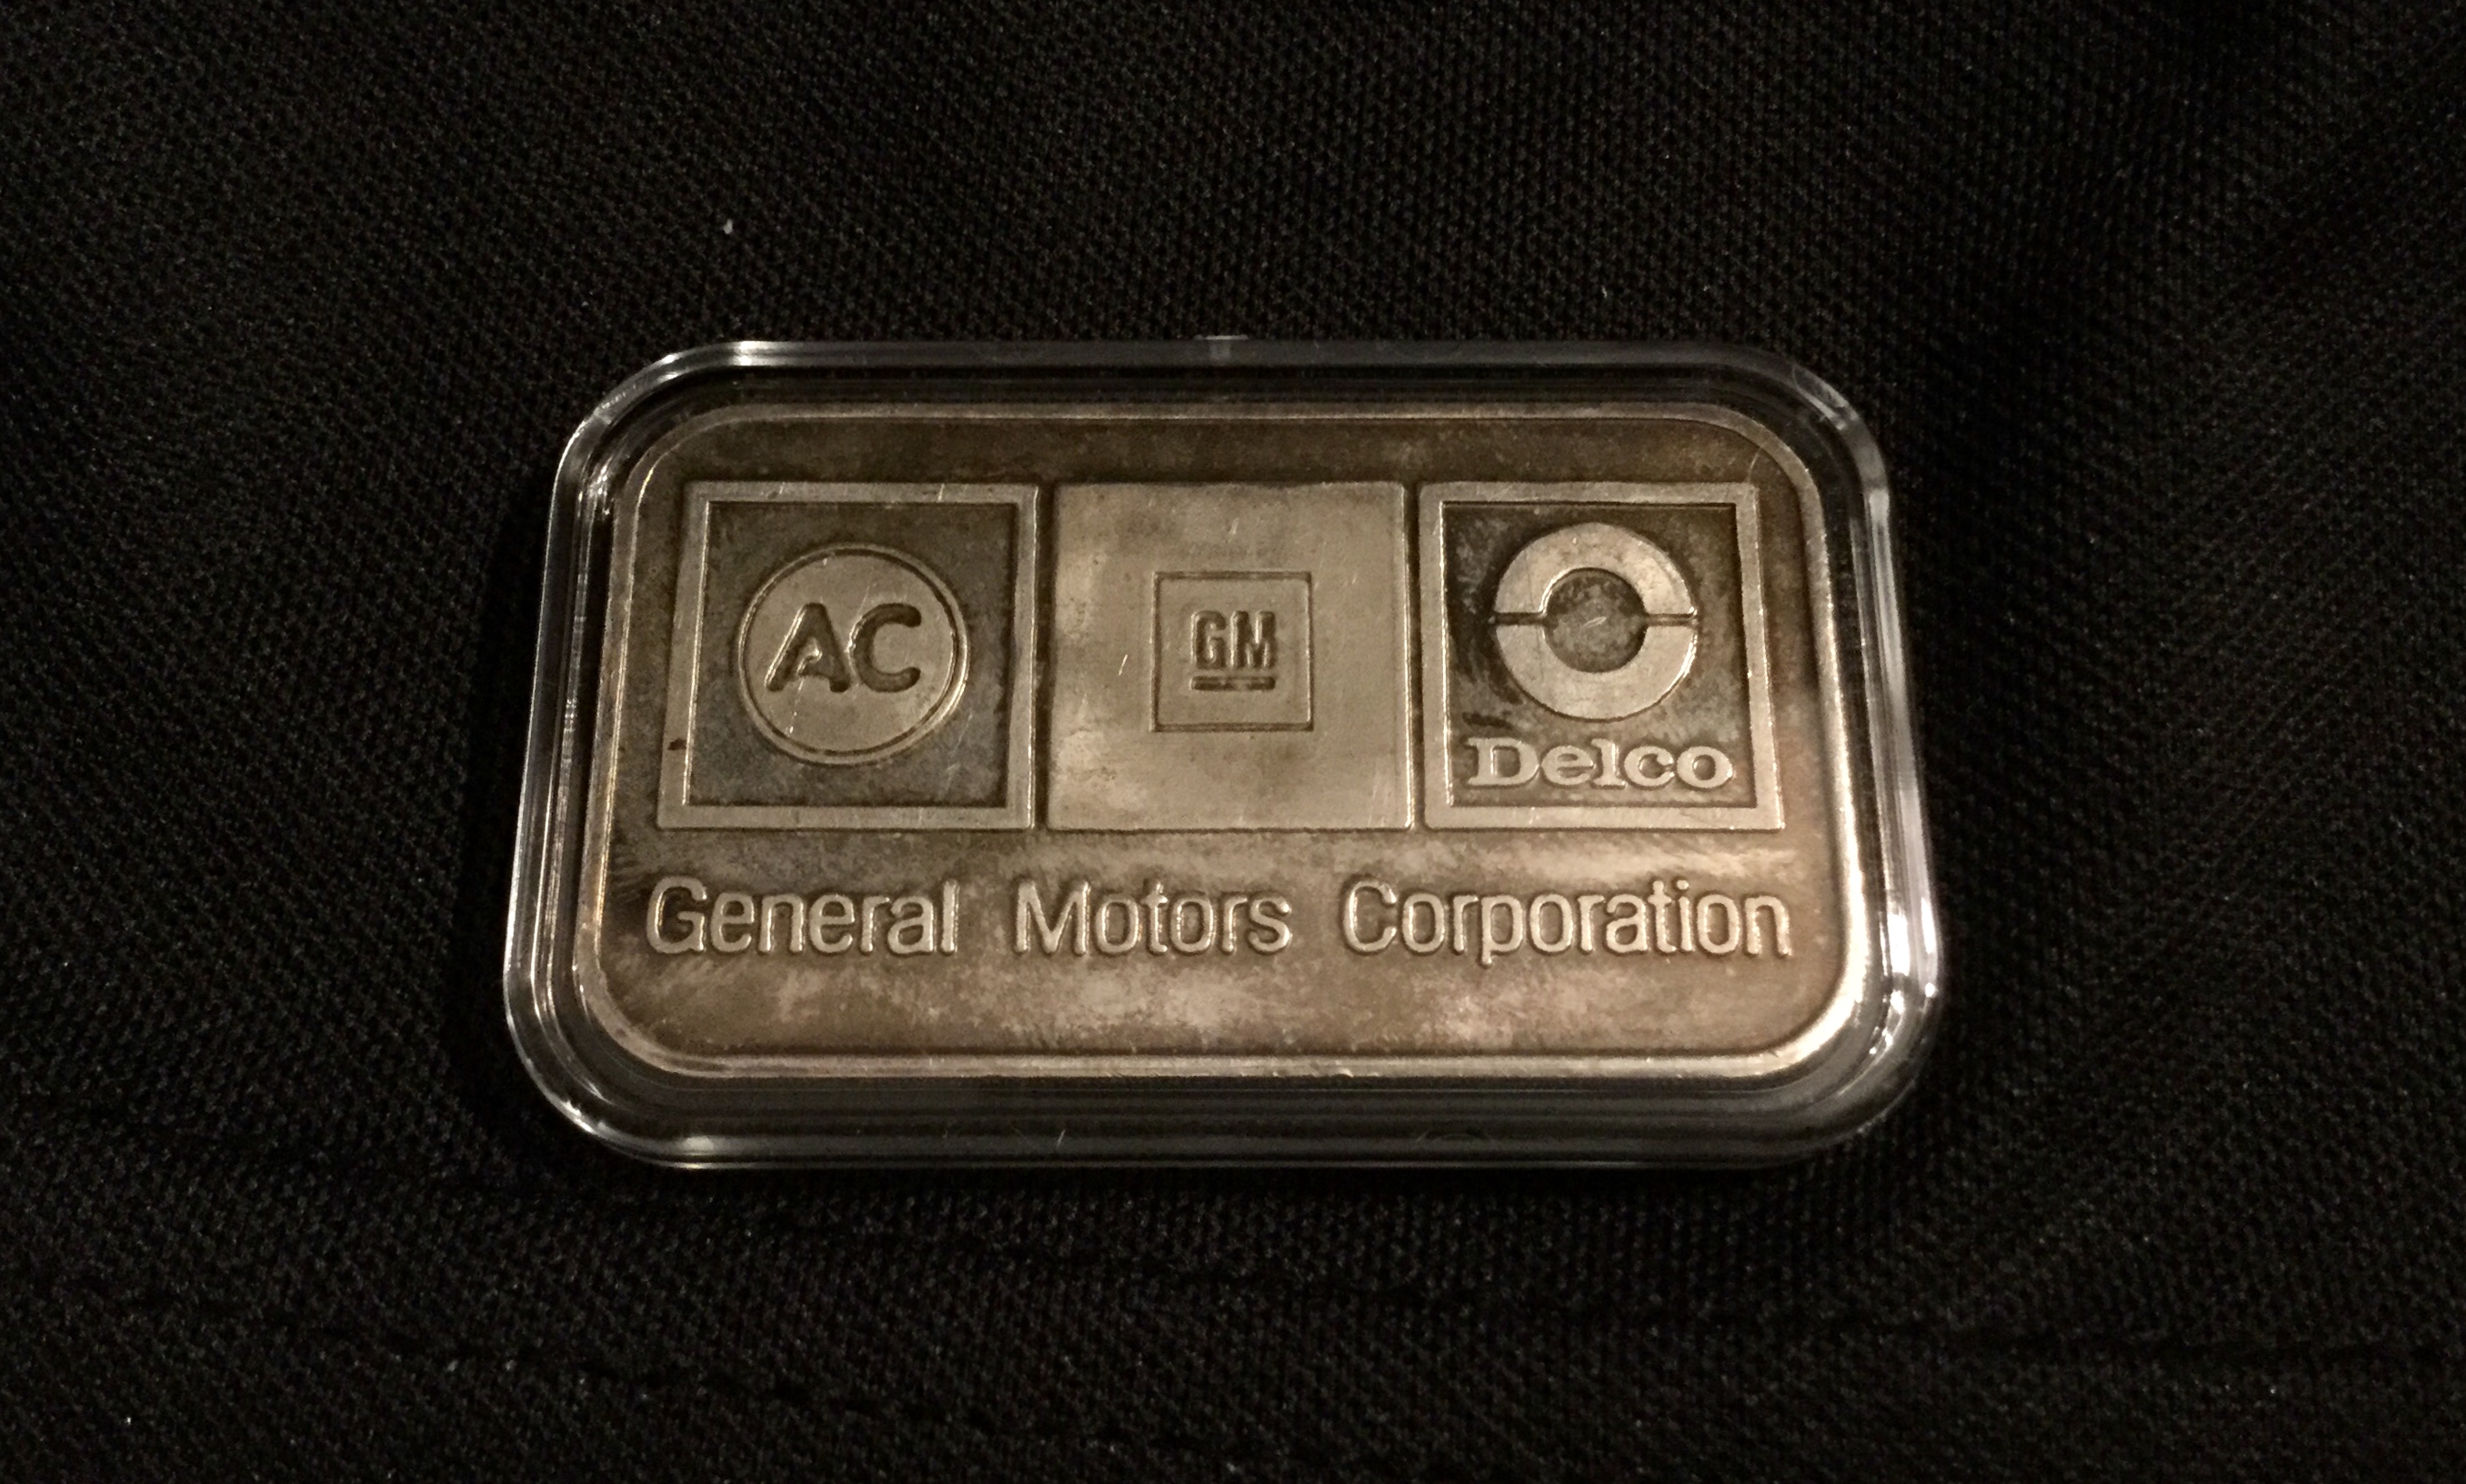 AC
GM
Delco
General Motors Corporation